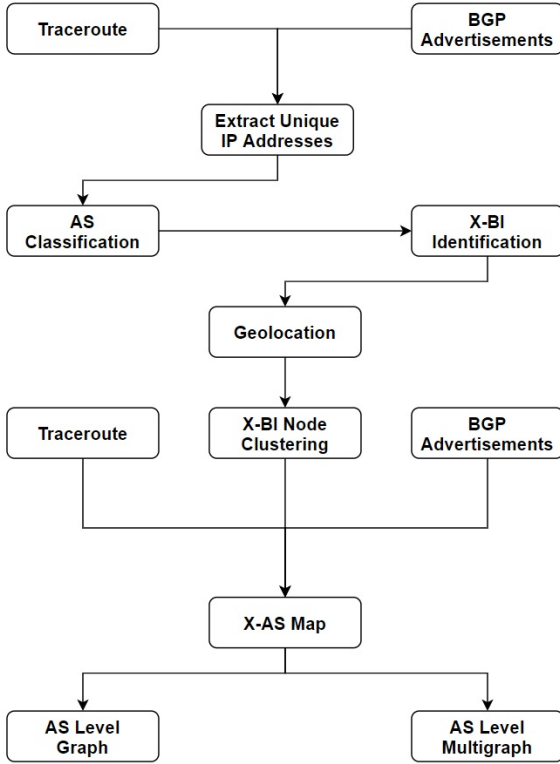 Traceroute
BGP
Advertisements
Extract Unique
IP Addresses
AS
Classification
X-BI
Identification
Geolocation
Traceroute
X-BI Node
Clustering
BGP
Advertisements
X-AS Map
AS Level
Graph
AS Level
Multigraph